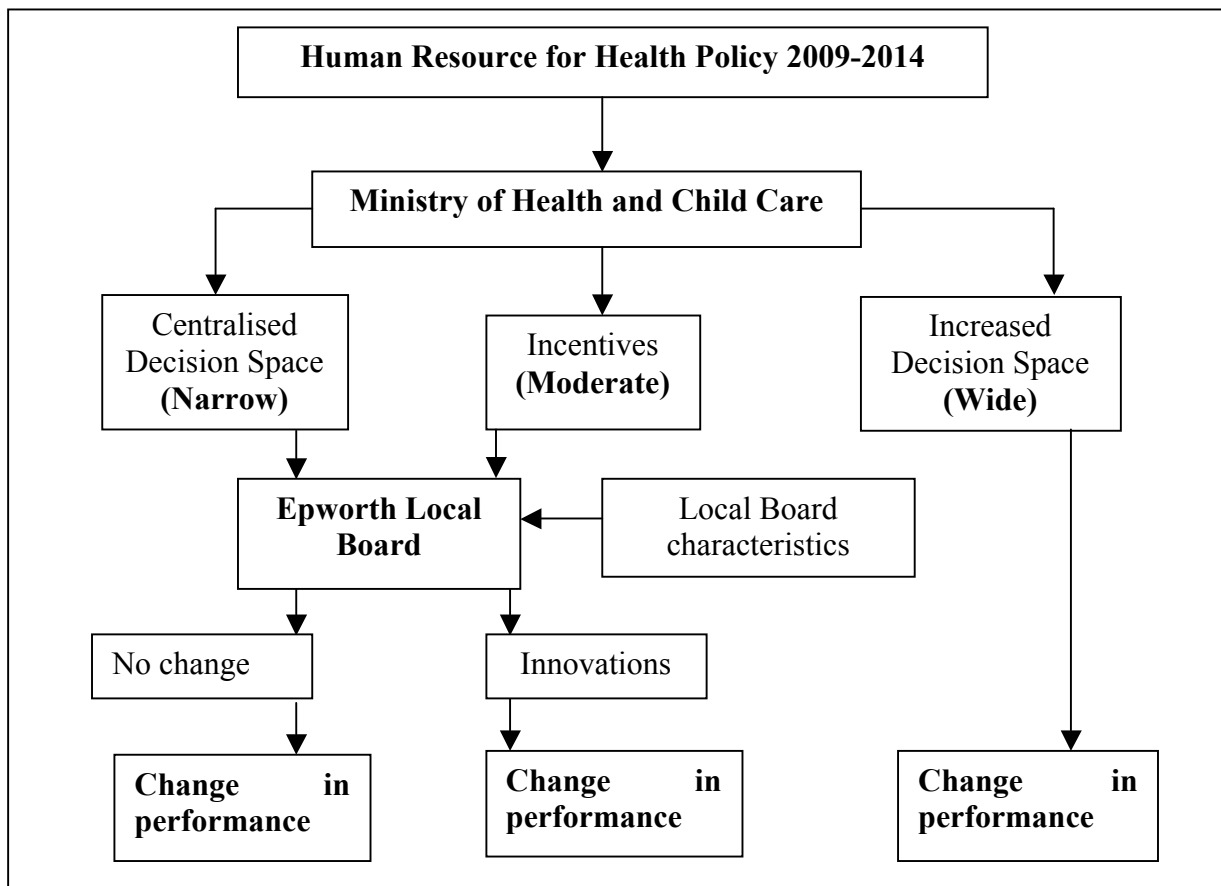 Human Resource for Health Policy 2009-2014
Ministry of Health and Child Care
Centralised
Decision Space
(Narrow)
Incentives
(Moderate)
Increased
Decision Space
(Wide)
Epworth Local
Board
Local Board
characteristics
No change
Innovations
Change in
performance
Change in
performance
Change in
performance